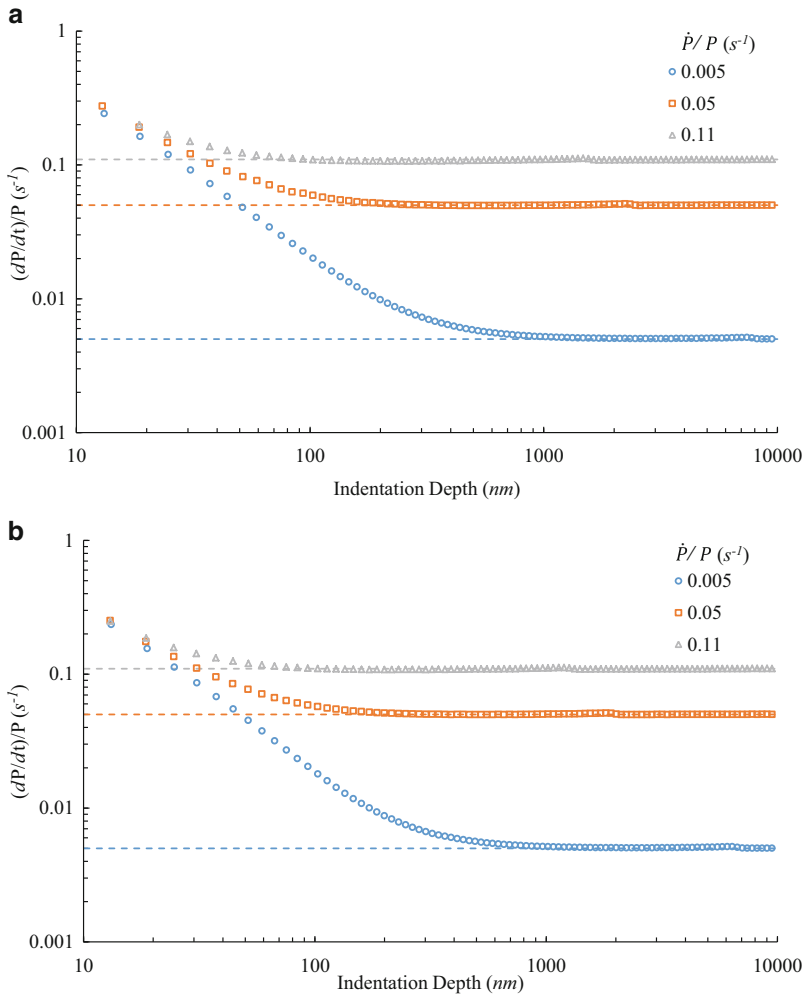 a
1
Ṗ/ P (s⁻¹)
0.005
0.05
0.11
0.1
0.01
0.001
(dP/dt)/P (s⁻¹)
10
100
1000
10000
Indentation Depth (nm)
b
1
Ṗ/ P (s⁻¹)
0.005
0.05
0.11
0.1
0.01
0.001
(dP/dt)/P (s⁻¹)
10
100
1000
10000
Indentation Depth (nm)